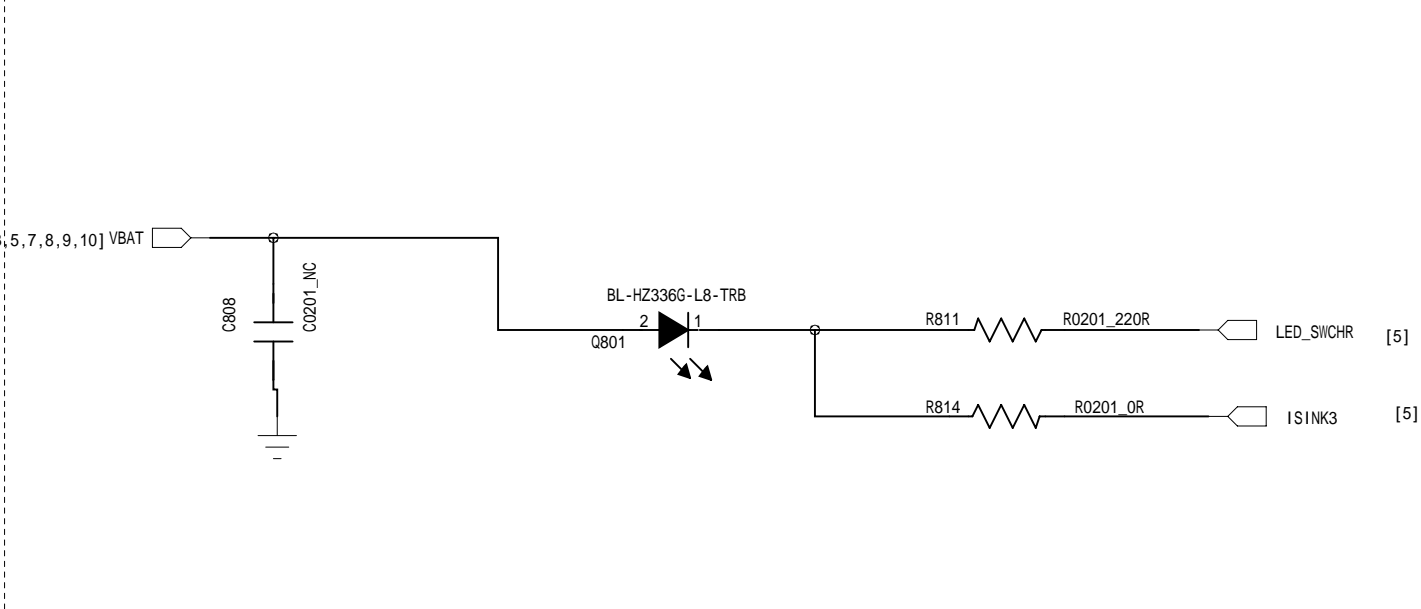 BL-HZ336G-L8-TRB
,5,7,8,9,10] VBAT
C808
C0201_NC
2
1
Q801
R811
R0201_220R
LED_SWCHR
[5]
R814
R0201_0R
ISINK3
[5]